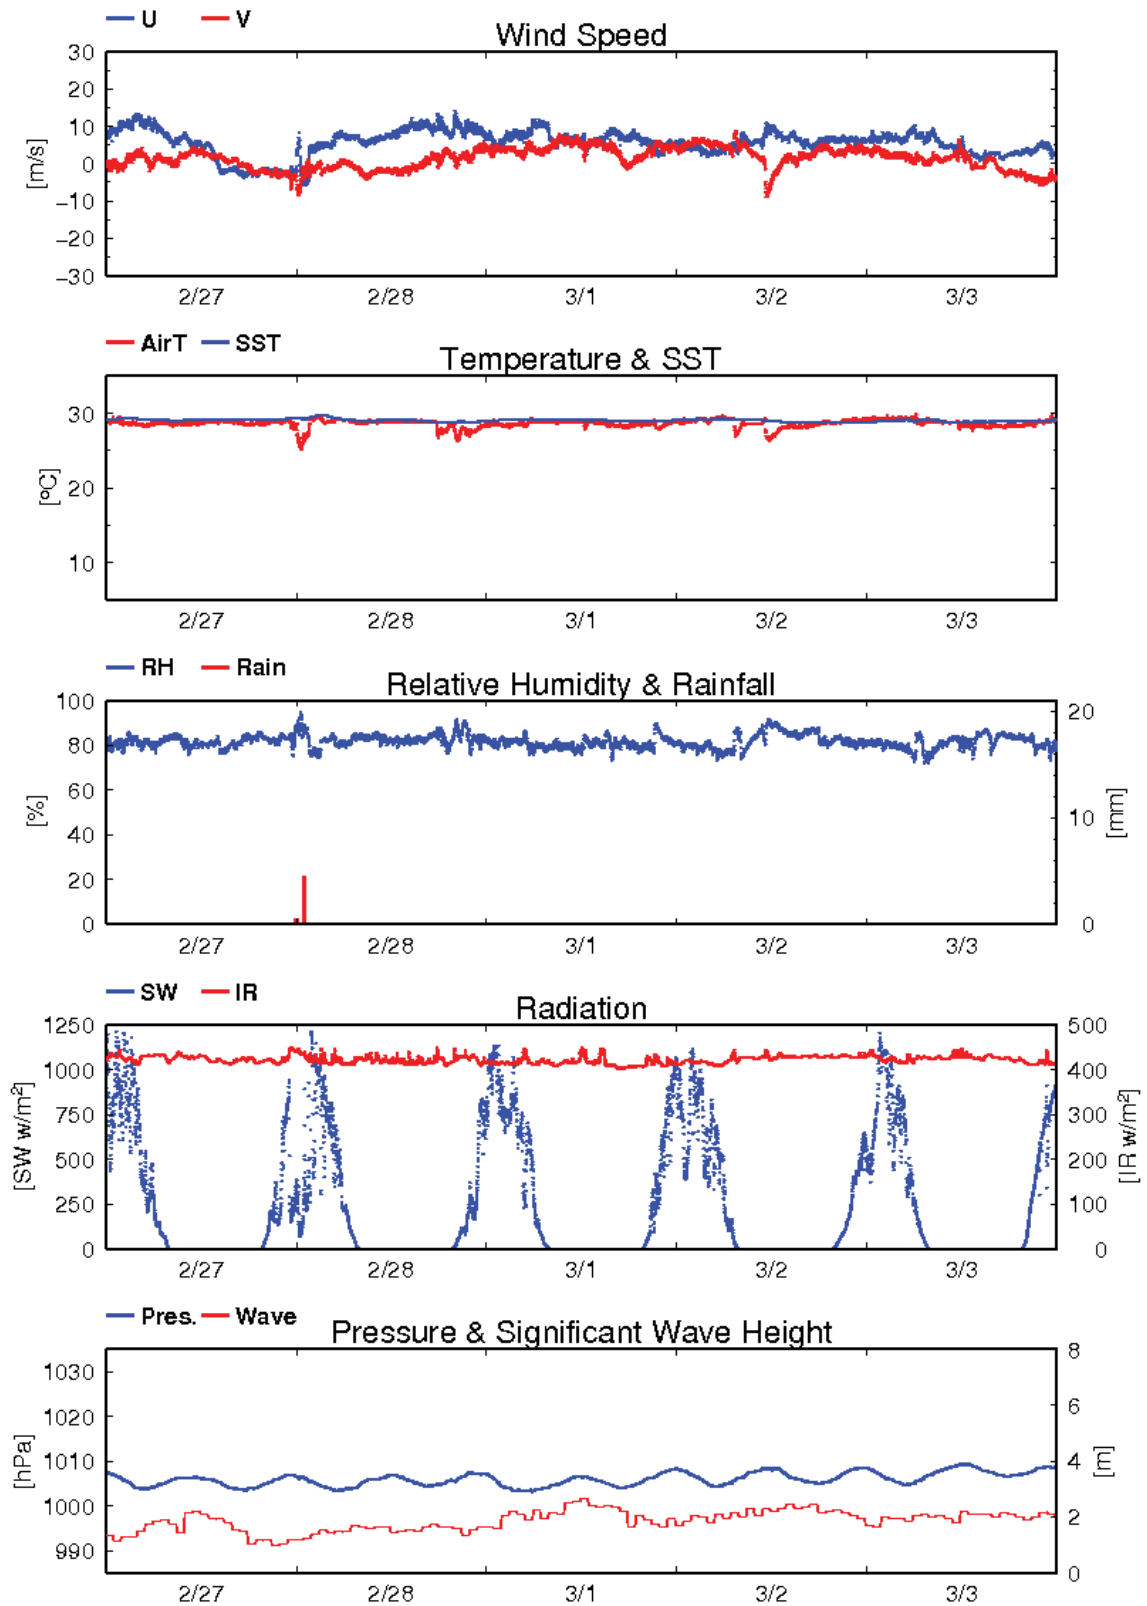 U V
Wind Speed
30
20
10
0
−10
−20
−30
[m/s]
2/27 2/28 3/1 3/2 3/3
AirT SST
Temperature & SST
30
20
10
[ºC]
2/27 2/28 3/1 3/2 3/3
RH Rain
Relative Humidity & Rainfall
100
80
60
40
20
0
[%]
20
10
0
[mm]
2/27 2/28 3/1 3/2 3/3
SW IR
Radiation
1250
1000
750
500
250
0
[SW w/m²]
500
400
300
200
100
0
[IR w/m²]
2/27 2/28 3/1 3/2 3/3
Pres. Wave
Pressure & Significant Wave Height
1030
1020
1010
1000
990
[hPa]
8
6
4
2
0
[m]
2/27 2/28 3/1 3/2 3/3